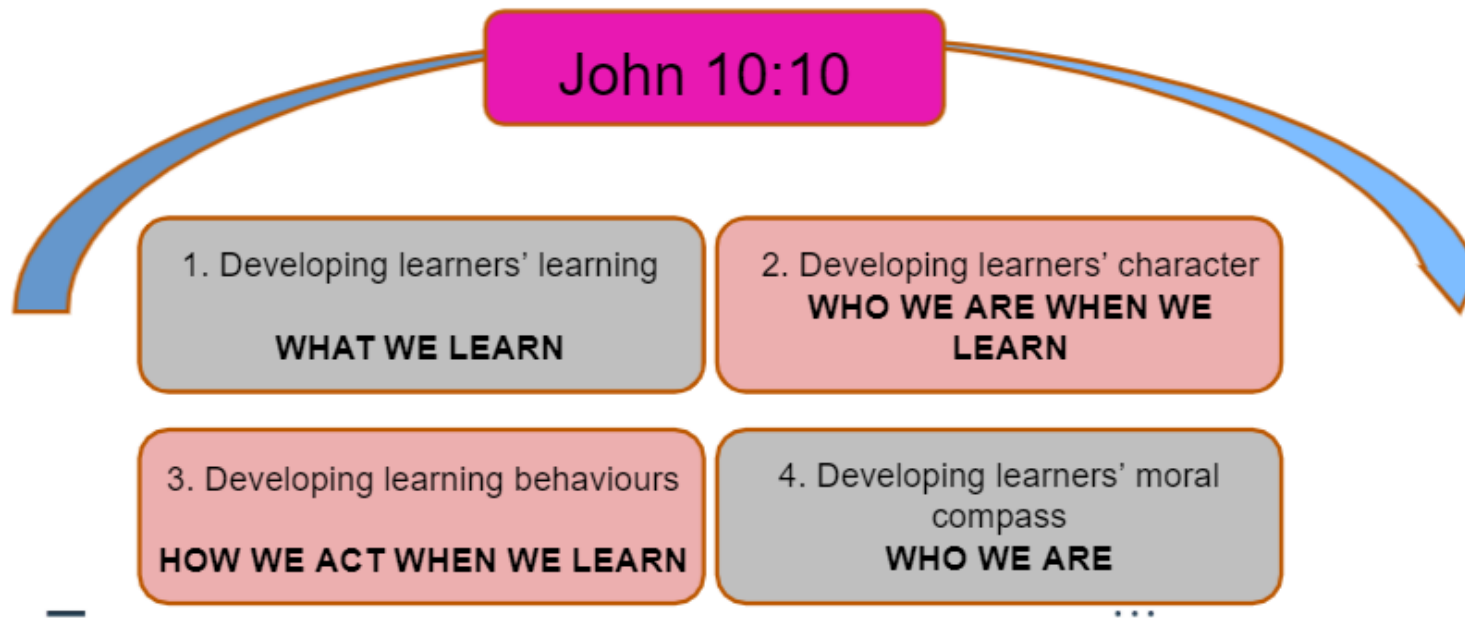 John 10:10
1. Developing learners’ learning
WHAT WE LEARN
2. Developing learners’ character
WHO WE ARE WHEN WE
LEARN
3. Developing learning behaviours
HOW WE ACT WHEN WE LEARN
4. Developing learners’ moral
compass
WHO WE ARE